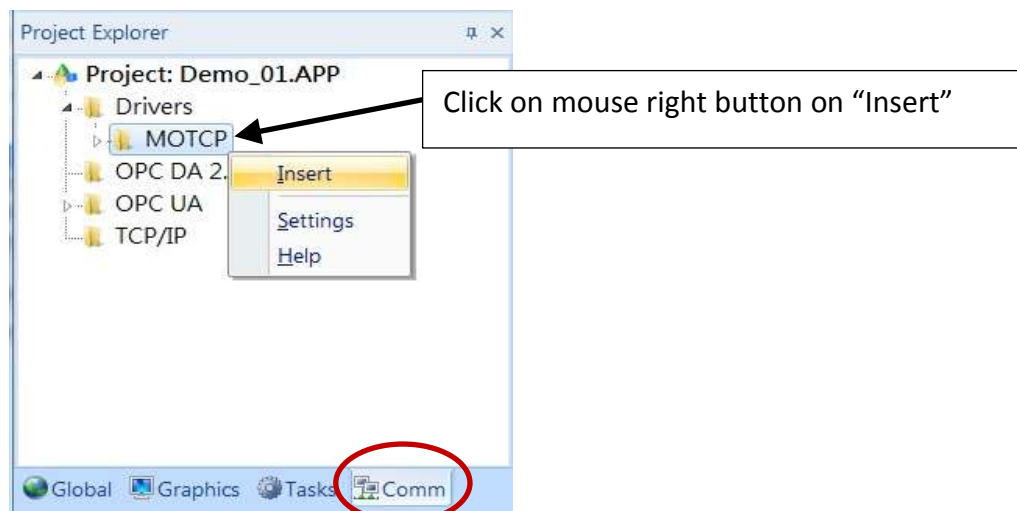 Project Explorer
Project: Demo_01.APP
Click on mouse right button on “Insert”
Drivers
MOTCP
OPC DA 2.
Insert
OPC UA
Settings
TCP/IP
Help
Global Graphics Tasks Comm